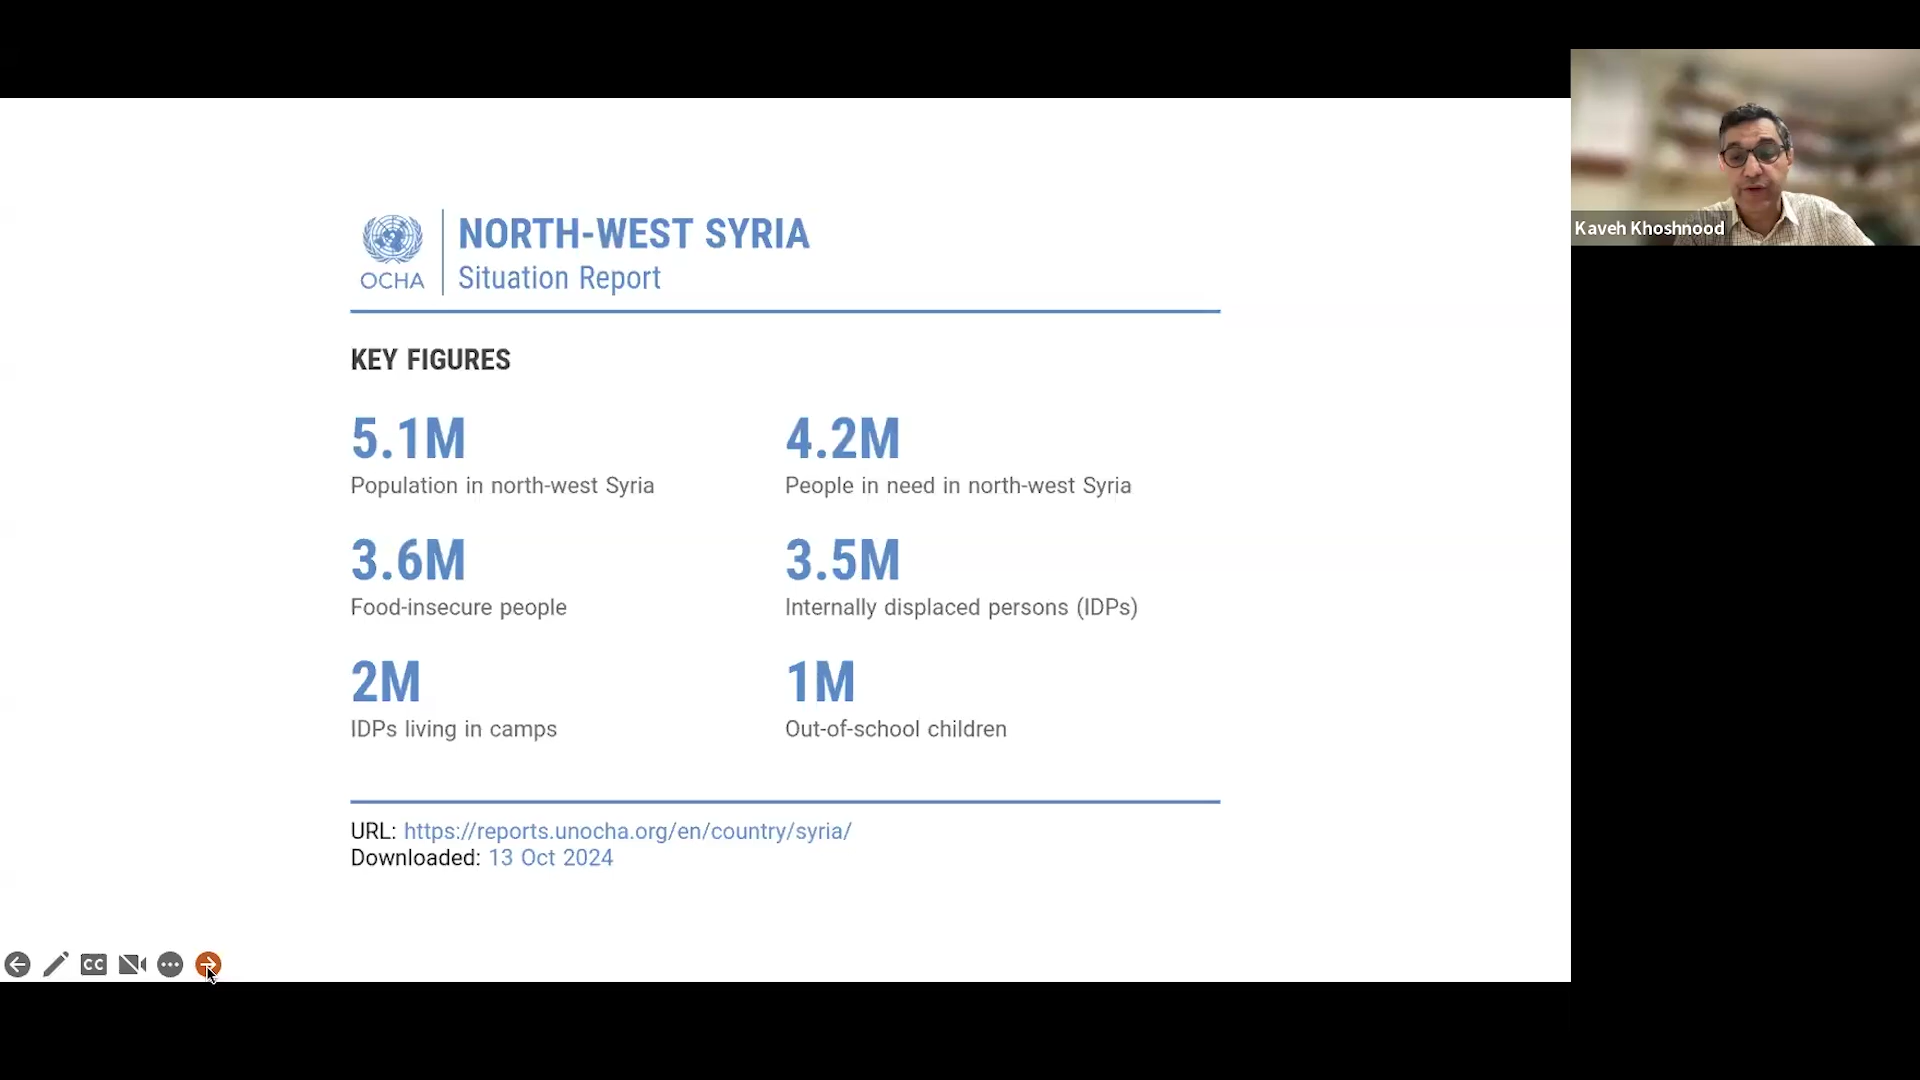 NORTH-WEST SYRIA
OCHA
Situation Report
KEY FIGURES
5.1M
Population in north-west Syria
4.2M
People in need in north-west Syria
3.6M
Food-insecure people
3.5M
Internally displaced persons (IDPs)
2M
IDPs living in camps
1M
Out-of-school children
URL: https://reports.unocha.org/en/country/syria/
Downloaded: 13 Oct 2024
CC
Kaveh Khoshnood